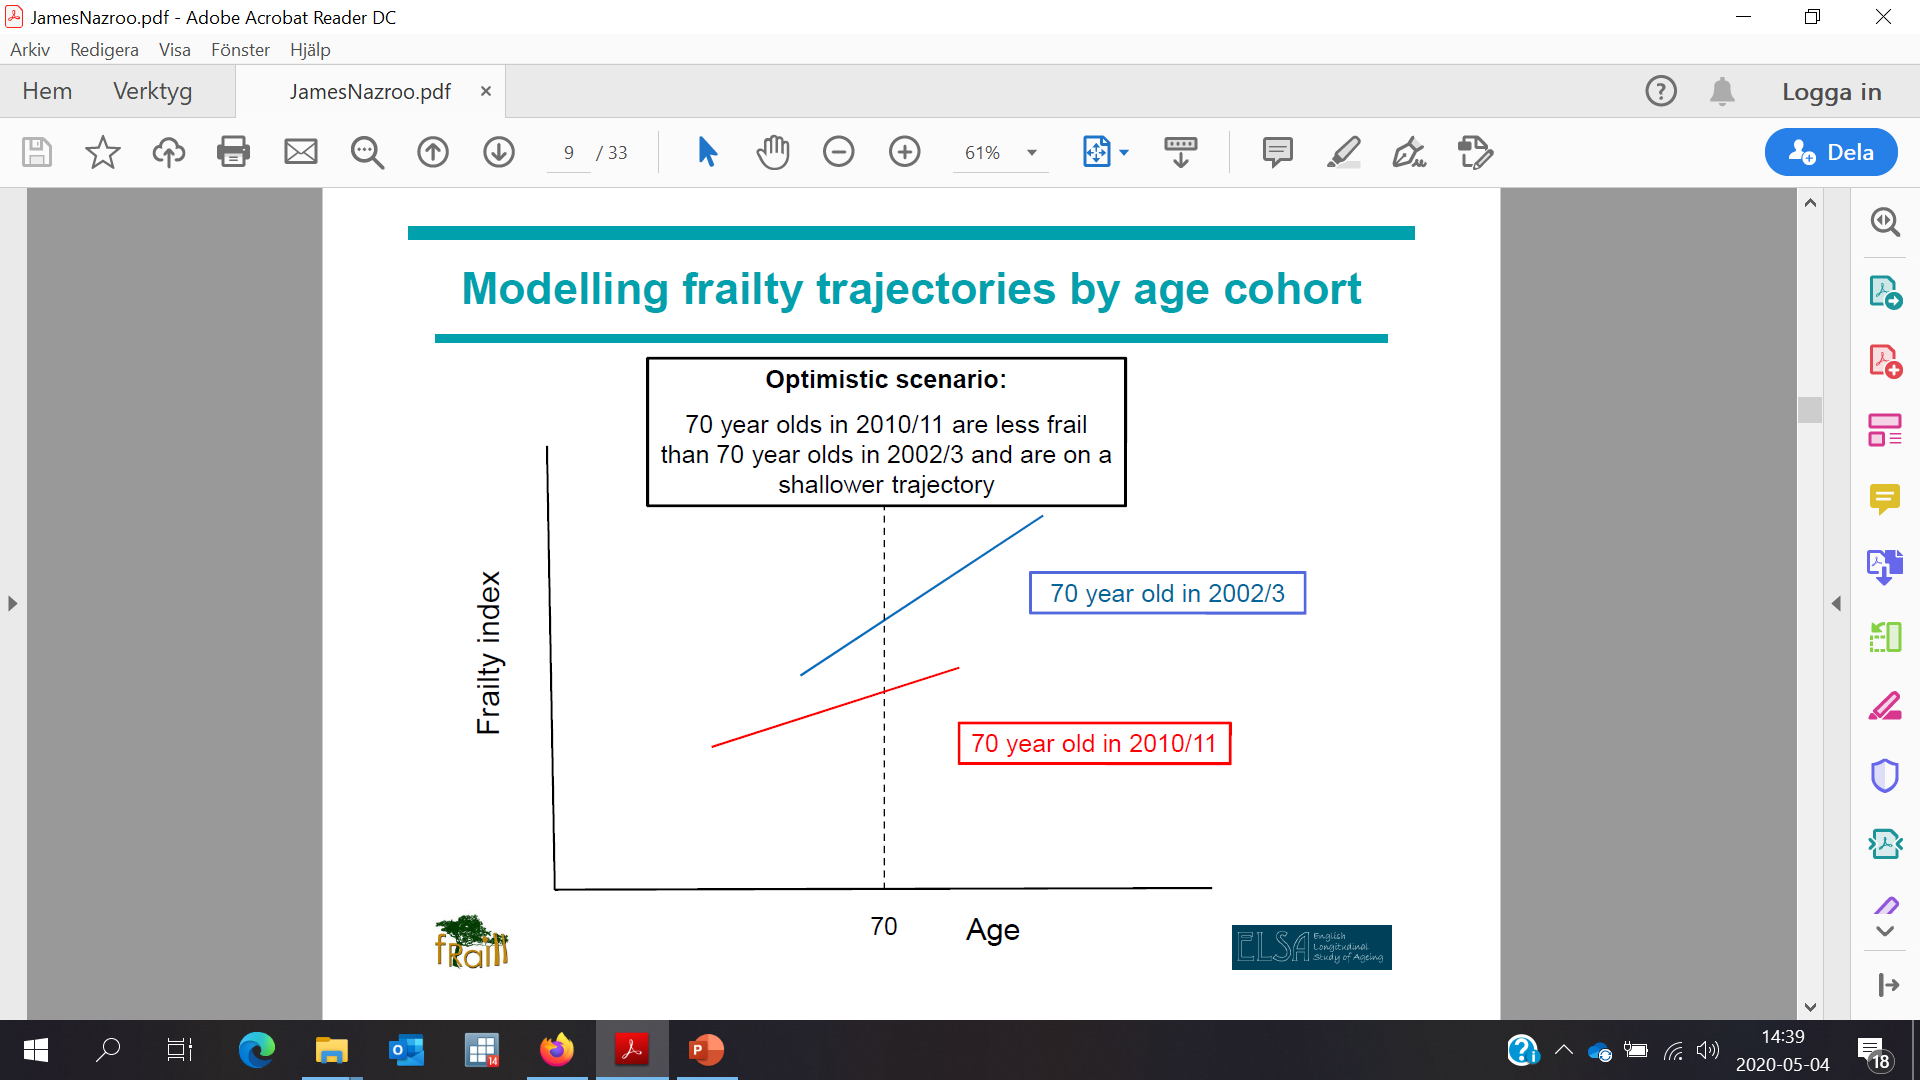 JamesNazroo.pdf - Adobe Acrobat Reader DC
Arkiv Redigera Visa Fönster Hjälp
Hem Verktyg JamesNazroo.pdf Logga in
9 / 33 61% Dela
Modelling frailty trajectories by age cohort
Optimistic scenario:
70 year olds in 2010/11 are less frail
than 70 year olds in 2002/3 and are on a
shallower trajectory
Frailty index
70 year old in 2002/3
70 year old in 2010/11
70 Age
fRaill
ELSA
English
Longitudinal
Study of Ageing
14:39
2020-05-04
14
18